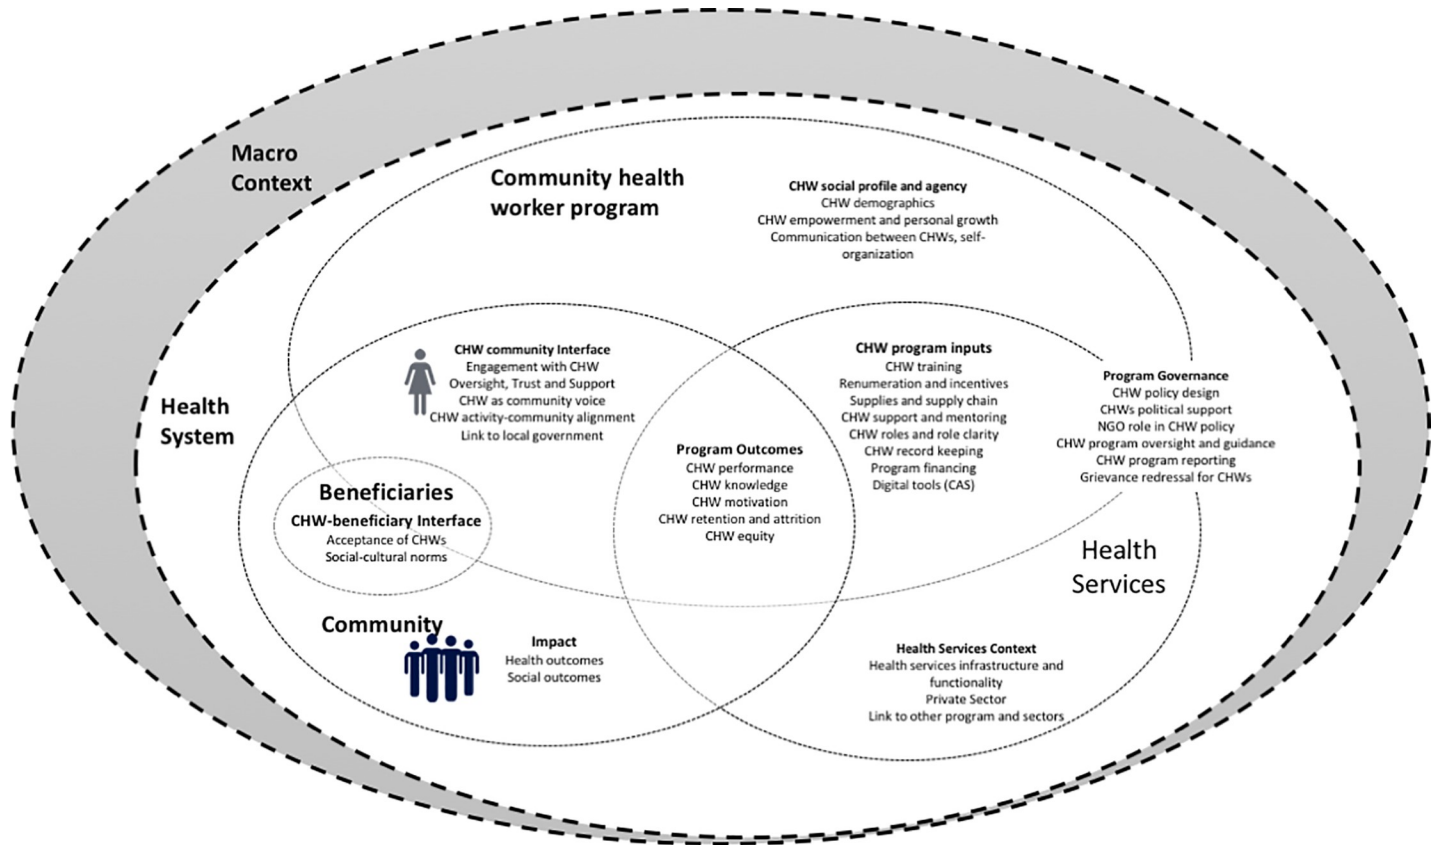 Macro
Context
Community health
worker program
CHW social profile and agency
CHW demographics
CHW empowerment and personal growth
Communication between CHWs, self-
organization
Health
System
CHW community Interface
Engagement with CHW
Oversight, Trust and Support
CHW as community voice
CHW activity-community alignment
Link to local government
CHW program inputs
CHW training
Renumeration and incentives
Supplies and supply chain
CHW support and mentoring
CHW roles and role clarity
CHW record keeping
Program financing
Digital tools (CAS)
Program Governance
CHW policy design
CHWs political support
NGO role in CHW policy
CHW program oversight and guidance
CHW program reporting
Grievance redressal for CHWs
Program Outcomes
CHW performance
CHW knowledge
CHW motivation
CHW retention and attrition
CHW equity
Beneficiaries
CHW-beneficiary Interface
Acceptance of CHWs
Social-cultural norms
Health
Services
Community
Impact
Health outcomes
Social outcomes
Health Services Context
Health services infrastructure and
functionality
Private Sector
Link to other program and sectors